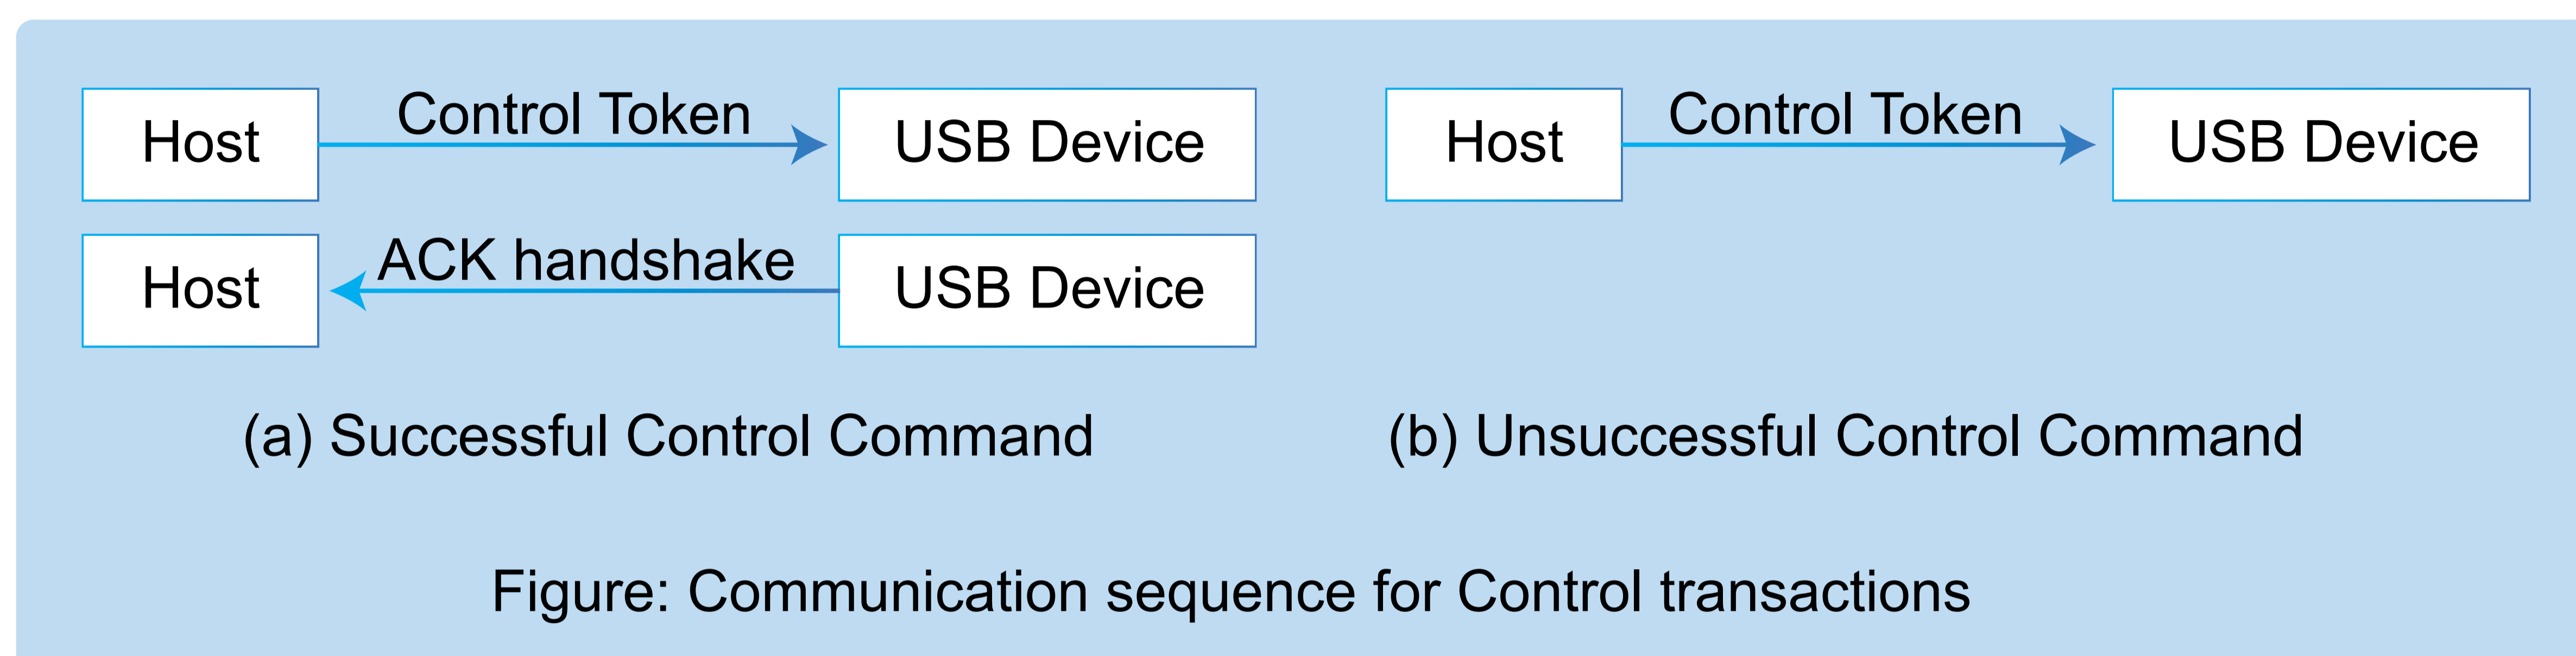 Host
Control Token
USB Device
Host
ACK handshake
USB Device
(a) Successful Control Command
Host
Control Token
USB Device
(b) Unsuccessful Control Command
Figure: Communication sequence for Control transactions